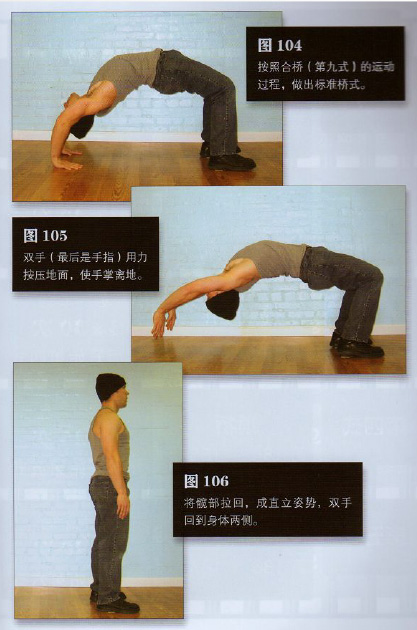 图 104
按照合桥（第九式）的运动
过程，做出标准桥式。
图 105
双手（最后是手指）用力
按压地面，使手掌离地。
图 106
将髋部拉回，成直立姿势，双手
回到身体两侧。